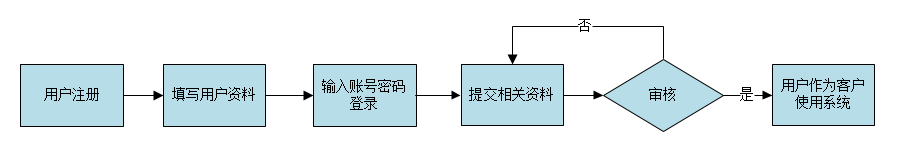 否
用户注册
填写用户资料
输入账号密码
登录
提交相关资料
审核
是
用户作为客户
使用系统